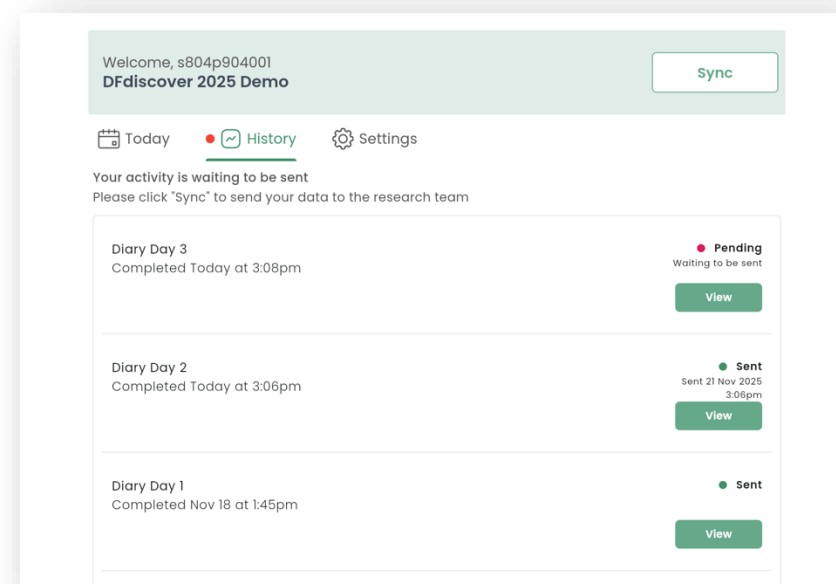 Welcome, s804p904001
DFdiscover 2025 Demo
Sync
Today
History
Settings
Your activity is waiting to be sent
Please click "Sync" to send your data to the research team
Diary Day 3
Completed Today at 3:08pm
Pending
Waiting to be sent
View
Diary Day 2
Completed Today at 3:06pm
Sent
Sent 21 Nov 2025
3:06pm
View
Diary Day 1
Completed Nov 18 at 1:45pm
Sent
View